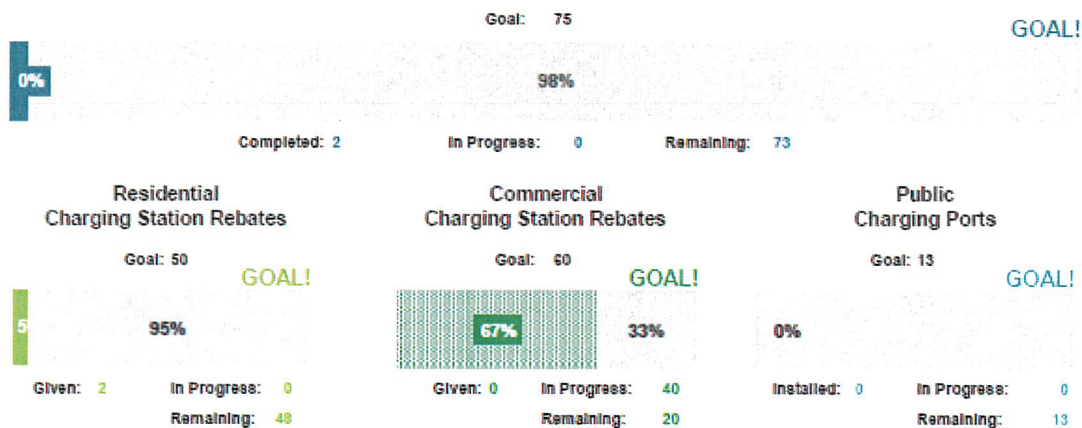 Goal: 75
GOAL!
0%
98%
Completed: 2 In Progress: 0 Remaining: 73
Residential
Charging Station Rebates
Goal: 50
GOAL!
5
95%
Given: 2 In Progress: 0
Remaining: 48
Commercial
Charging Station Rebates
Goal: 60
GOAL!
67%
33%
Given: 0 In Progress: 40
Remaining: 20
Public
Charging Ports
Goal: 13
GOAL!
0%
Installed: 0 In Progress: 0
Remaining: 13